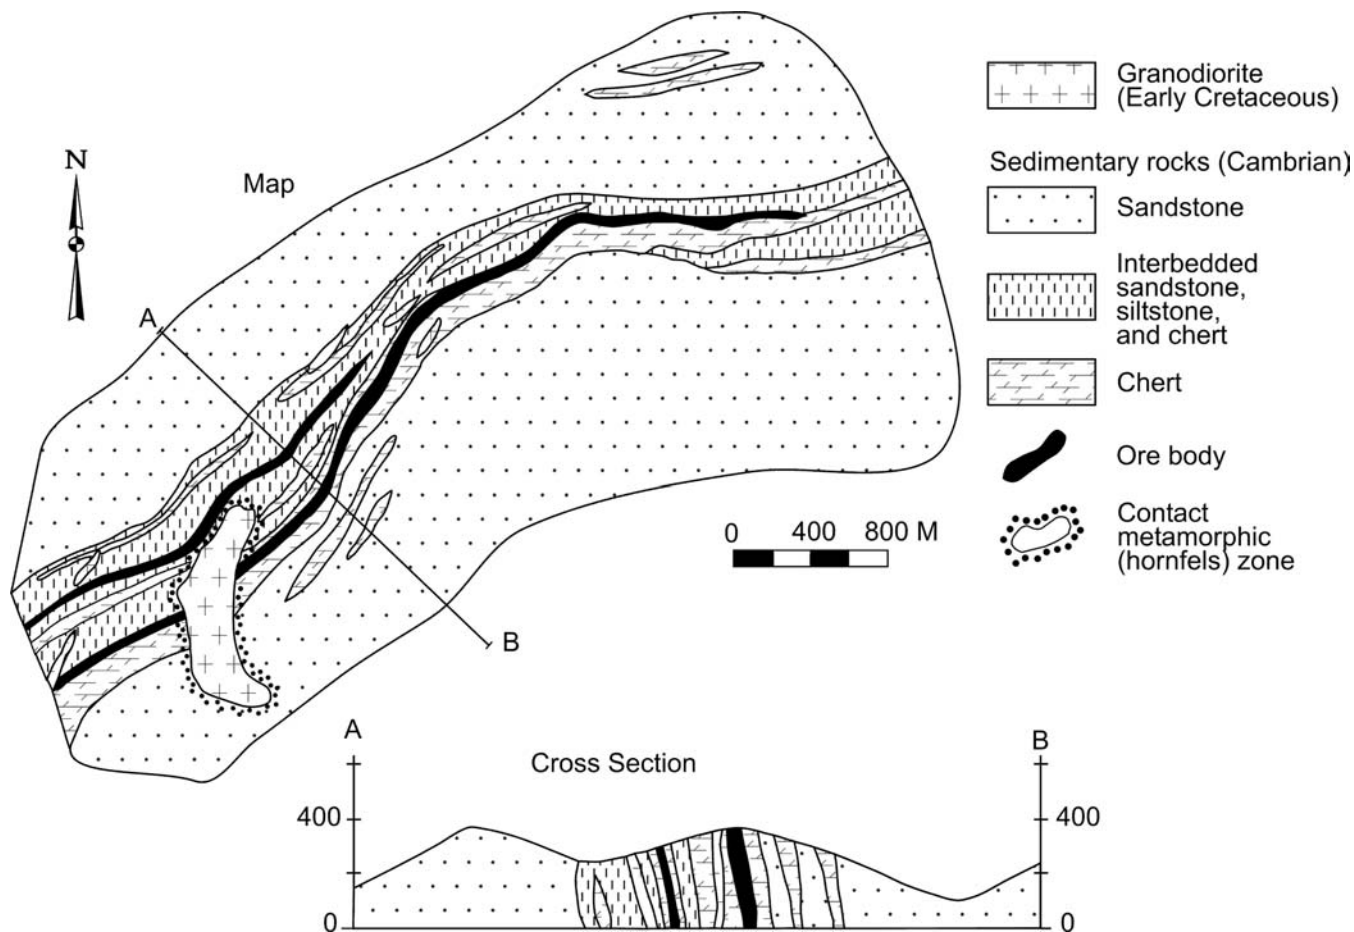 Granodiorite
(Early Cretaceous)
Sedimentary rocks (Cambrian)
Sandstone
Interbedded
sandstone,
siltstone,
and chert
Chert
Ore body
Contact
metamorphic
(hornfels) zone
N
Map
A
B
0 400 800 M
A
B
Cross Section
400
400
0
0